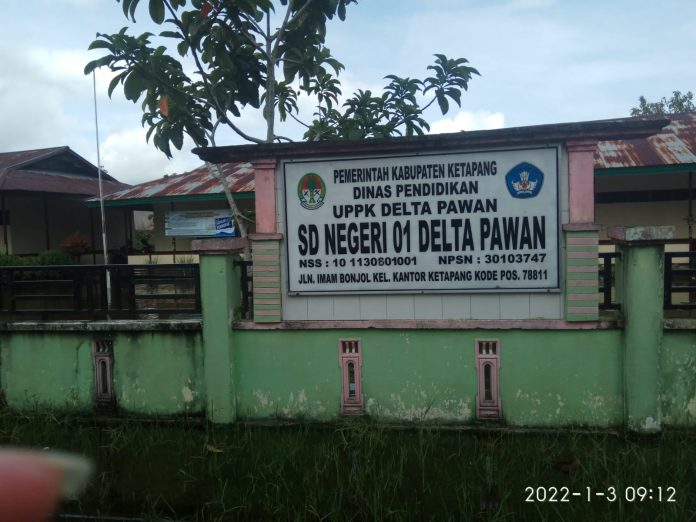 PEMERINTAH KABUPATEN KETAPANG
DINAS PENDIDIKAN
UPPK DELTA PAWAN
SD NEGERI 01 DELTA PAWAN
NSS : 10 1130601001 NPSN : 30103747
JLN. IMAM BONJOL KEL. KANTOR KETAPANG KODE POS. 78811
2022-1-3 09:12